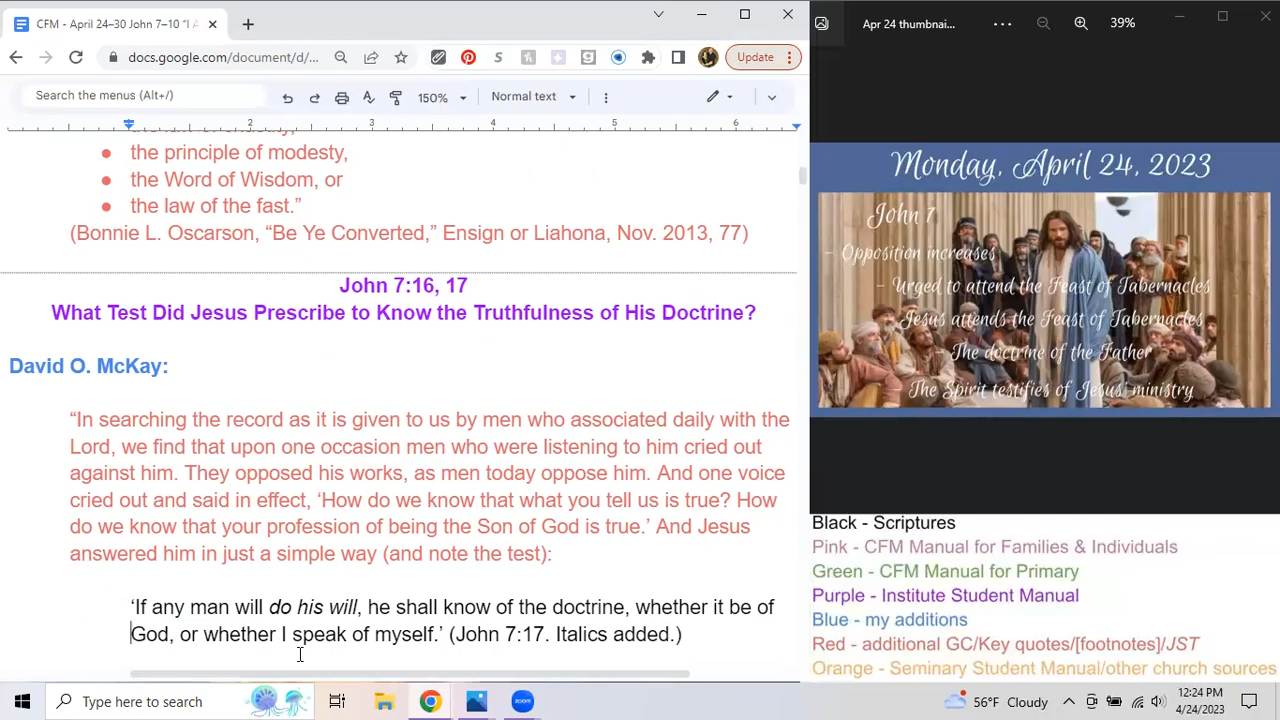 CFM - April 24–30 John 7–10 "I A
Apr 24 thumbnai...
39%
docs.google.com/document/d/...
Update
Search the menus (Alt+/)
150%
Normal text
2
3
4
5
6
● the principle of modesty,
● the Word of Wisdom, or
● the law of the fast.”
(Bonnie L. Oscarson, “Be Ye Converted,” Ensign or Liahona, Nov. 2013, 77)
John 7:16, 17
What Test Did Jesus Prescribe to Know the Truthfulness of His Doctrine?
David O. McKay:
“In searching the record as it is given to us by men who associated daily with the
Lord, we find that upon one occasion men who were listening to him cried out
against him. They opposed his works, as men today oppose him. And one voice
cried out and said in effect, ‘How do we know that what you tell us is true? How
do we know that your profession of being the Son of God is true.’ And Jesus
answered him in just a simple way (and note the test):
‘If any man will do his will, he shall know of the doctrine, whether it be of
God, or whether I speak of myself.’ (John 7:17. Italics added.)
Monday, April 24, 2023
John 7
- Opposition increases
- Urged to attend the Feast of Tabernacles
- Jesus attends the Feast of Tabernacles
- The doctrine of the Father
- The Spirit testifies of Jesus' ministry
Black - Scriptures
Pink - CFM Manual for Families & Individuals
Green - CFM Manual for Primary
Purple - Institute Student Manual
Blue - my additions
Red - additional GC/Key quotes/[footnotes]/JST
Orange - Seminary Student Manual/other church sources
Type here to search
56°F Cloudy
12:24 PM
4/24/2023